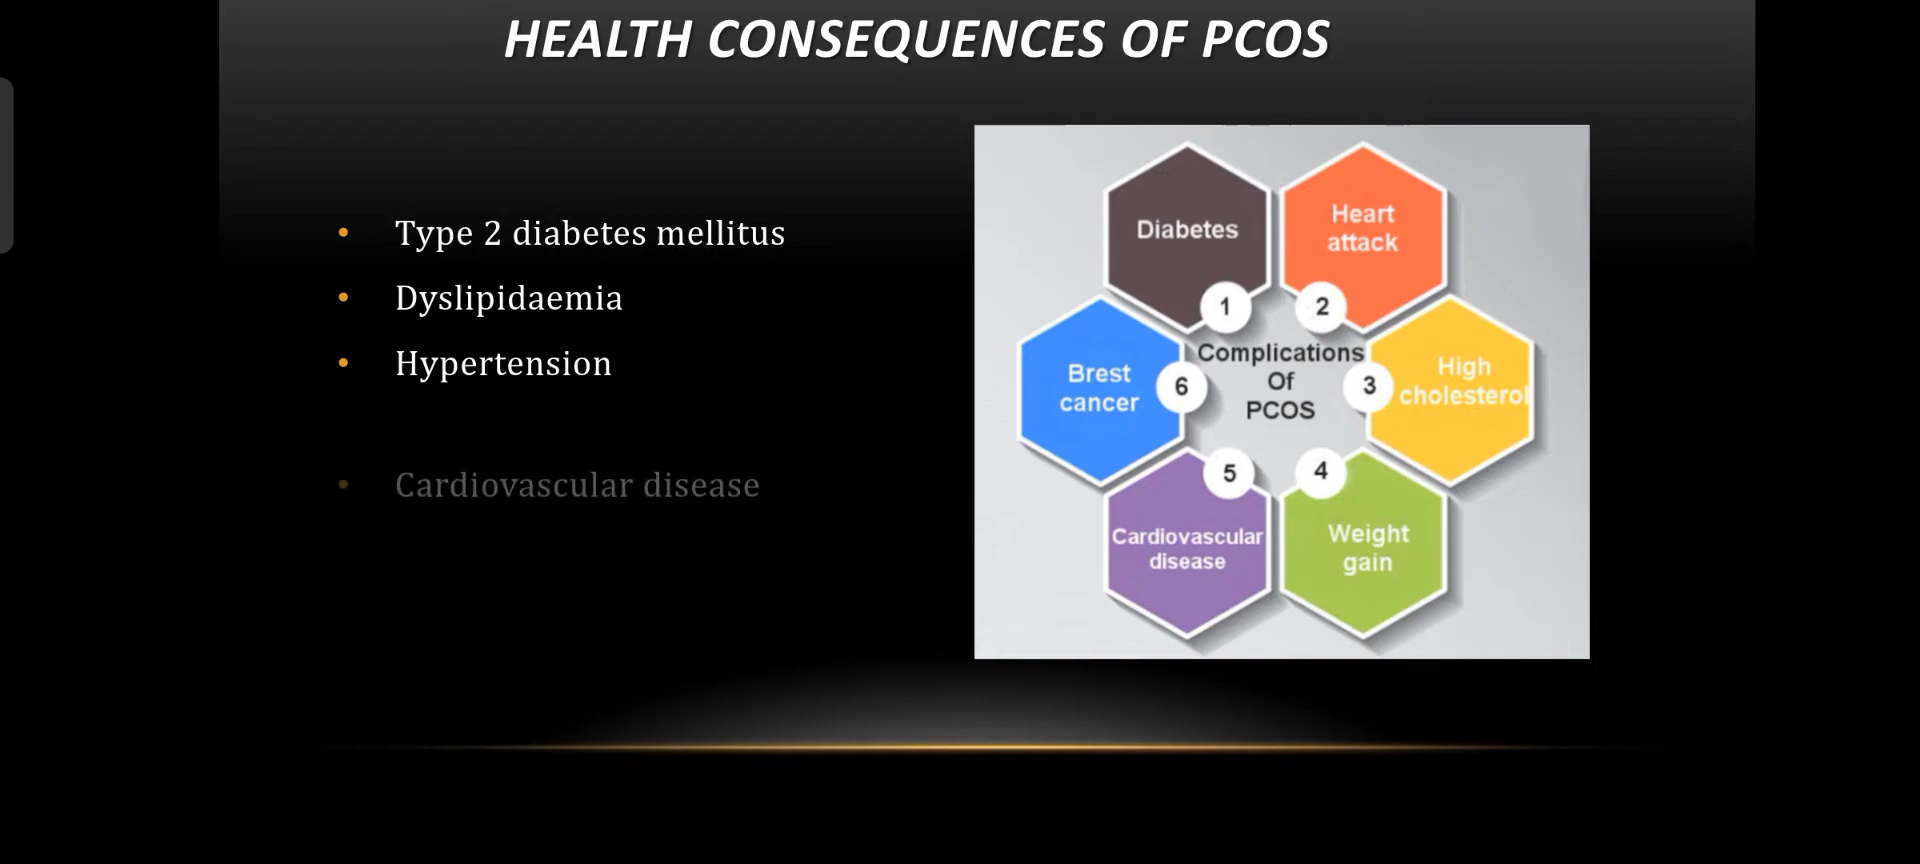 HEALTH CONSEQUENCES OF PCOS
• Type 2 diabetes mellitus
• Dyslipidaemia
• Hypertension
• Cardiovascular disease
Diabetes
1
Heart
attack
2
High
cholesterol
3
Weight
gain
4
Cardiovascular
disease
5
Brest
cancer
6
Complications
Of
PCOS